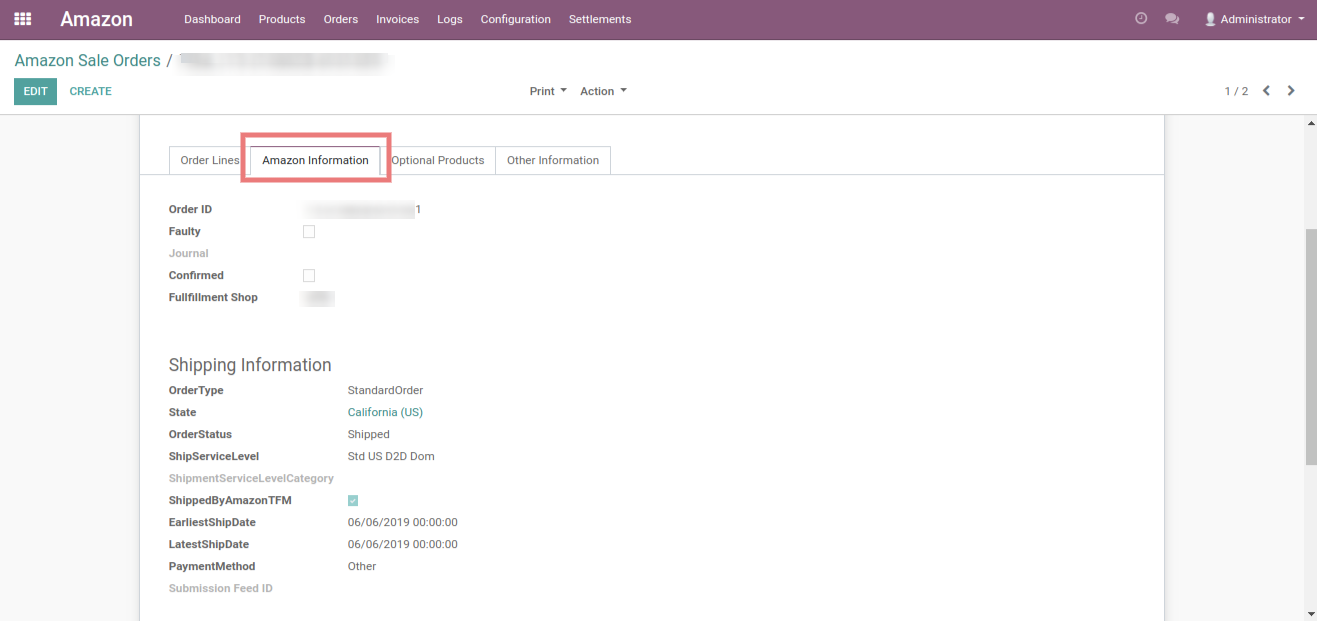 Amazon Dashboard Products Orders Invoices Logs Configuration Settlements Administrator
Amazon Sale Orders /
EDIT CREATE Print Action 1 / 2
Order Lines Amazon Information Optional Products Other Information
Order ID 1
Faulty
Journal
Confirmed
Fullfillment Shop
Shipping Information
OrderType StandardOrder
State California (US)
OrderStatus Shipped
ShipServiceLevel Std US D2D Dom
ShipmentServiceLevelCategory
ShippedByAmazonTFM
EarliestShipDate 06/06/2019 00:00:00
LatestShipDate 06/06/2019 00:00:00
PaymentMethod Other
Submission Feed ID